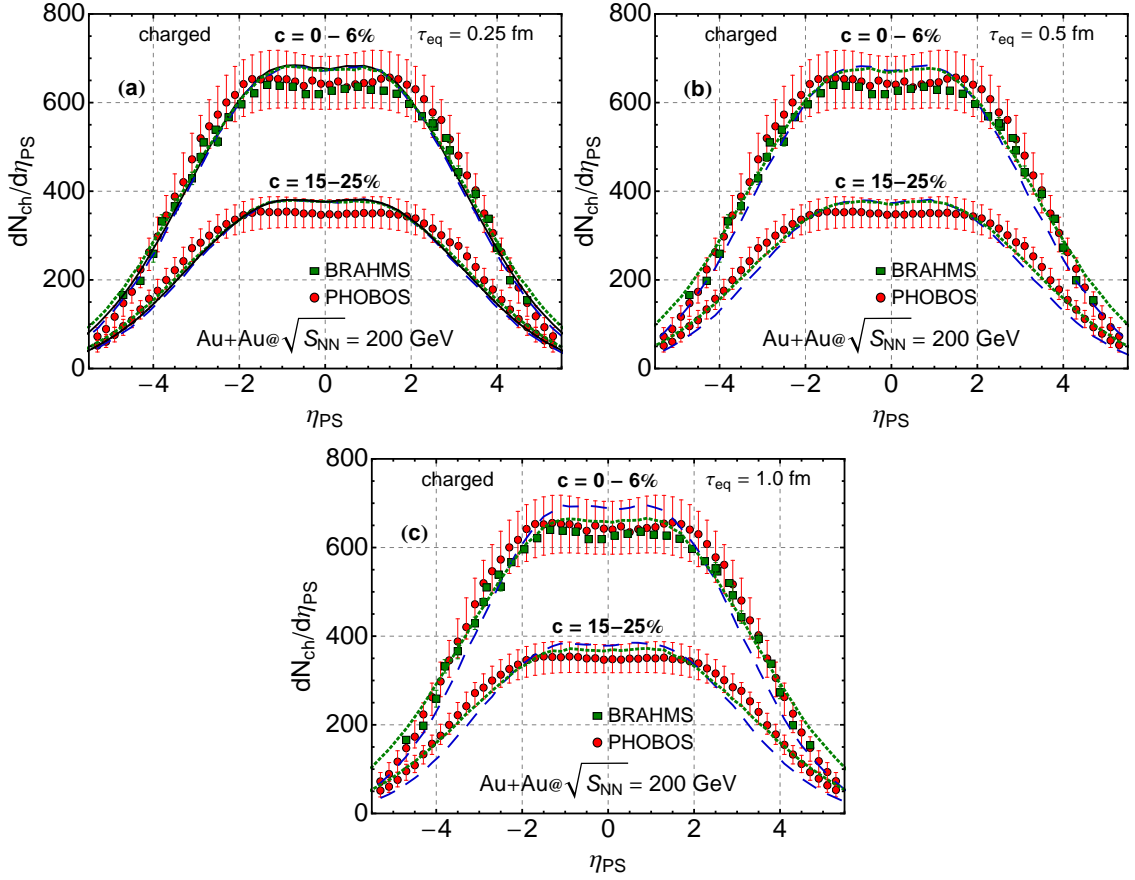 800
charged
c = 0 – 6%
τeq = 0.25 fm
(a)
600
400
200
0
dNch/dηPS
c = 15–25%
BRAHMS
PHOBOS
Au+Au@√SNN = 200 GeV
−4 −2 0 2 4
ηPS
800
charged
c = 0 – 6%
τeq = 0.5 fm
(b)
600
400
200
0
dNch/dηPS
c = 15–25%
BRAHMS
PHOBOS
Au+Au@√SNN = 200 GeV
−4 −2 0 2 4
ηPS
800
charged
c = 0 – 6%
τeq = 1.0 fm
(c)
600
400
200
0
dNch/dηPS
c = 15–25%
BRAHMS
PHOBOS
Au+Au@√SNN = 200 GeV
−4 −2 0 2 4
ηPS